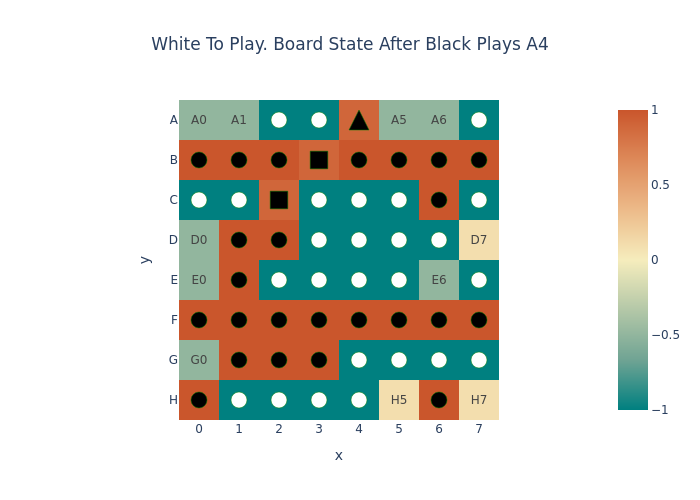 White To Play. Board State After Black Plays A4
A A0 A1 A5 A6
B
C
D D0 D7
E E0 E6
F
G G0
H H5 H7
0 1 2 3 4 5 6 7
x
y
1
0.5
0
−0.5
−1